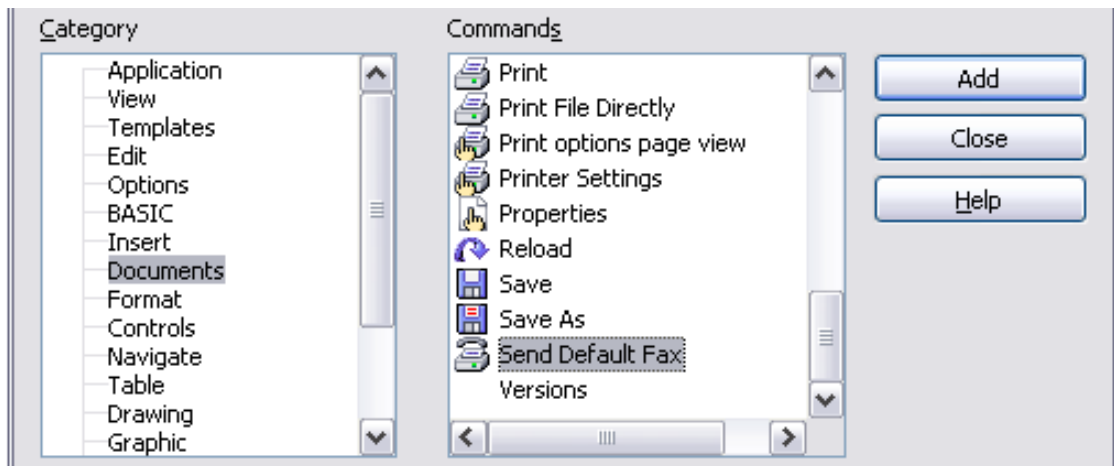 Category
Application
View
Templates
Edit
Options
BASIC
Insert
Documents
Format
Controls
Navigate
Table
Drawing
Graphic
Commands
Print
Print File Directly
Print options page view
Printer Settings
Properties
Reload
Save
Save As
Send Default Fax
Versions
Add
Close
Help